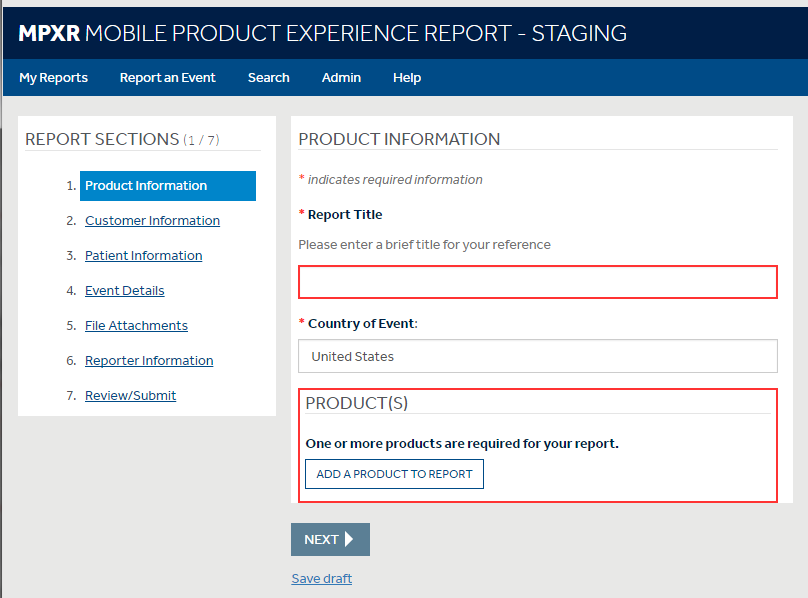 MPXR MOBILE PRODUCT EXPERIENCE REPORT - STAGING
My Reports Report an Event Search Admin Help
REPORT SECTIONS (1 / 7)
1. Product Information
2. Customer Information
3. Patient Information
4. Event Details
5. File Attachments
6. Reporter Information
7. Review/Submit
PRODUCT INFORMATION
* indicates required information
* Report Title
Please enter a brief title for your reference
* Country of Event:
United States
PRODUCT(S)
One or more products are required for your report.
ADD A PRODUCT TO REPORT
NEXT
Save draft